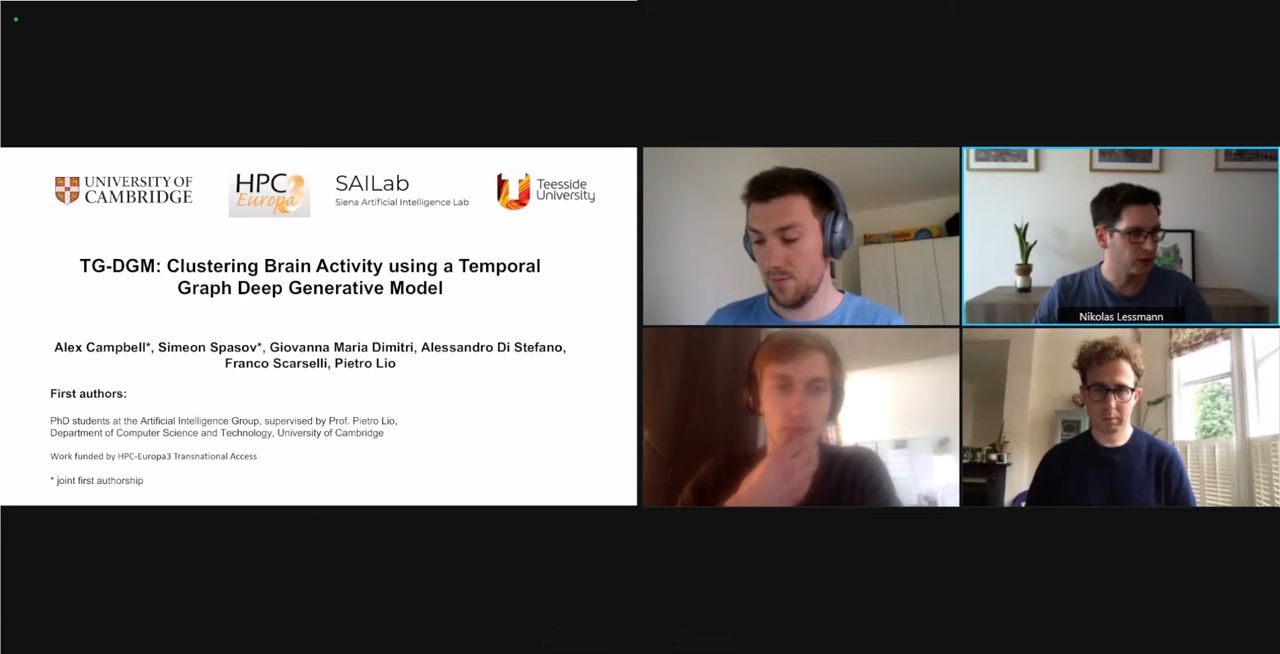 UNIVERSITY OF
CAMBRIDGE
HPC
Europa 3
SAILab
Siena Artificial Intelligence Lab
Teesside
University
TG-DGM: Clustering Brain Activity using a Temporal
Graph Deep Generative Model
Alex Campbell*, Simeon Spasov*, Giovanna Maria Dimitri, Alessandro Di Stefano,
Franco Scarselli, Pietro Lio
First authors:
PhD students at the Artificial Intelligence Group, supervised by Prof. Pietro Lio,
Department of Computer Science and Technology, University of Cambridge
Work funded by HPC-Europa3 Transnational Access
* joint first authorship
Nikolas Lessmann